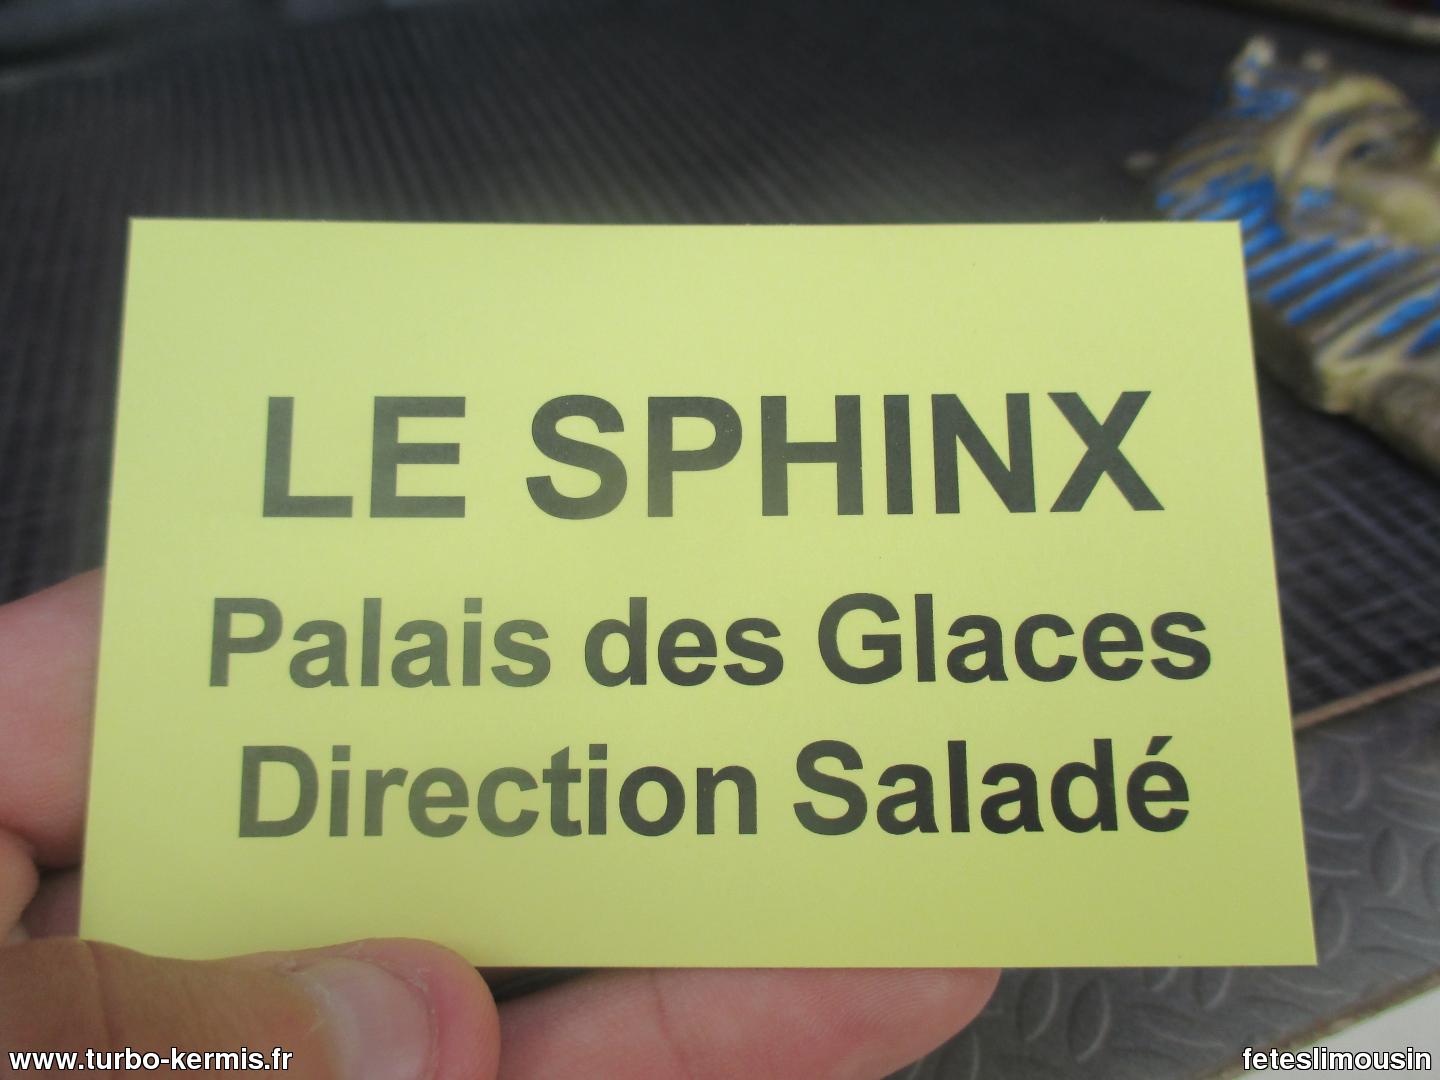 LE SPHINX
Palais des Glaces
Direction Saladé
www.turbo-kermis.fr
feteslimousin